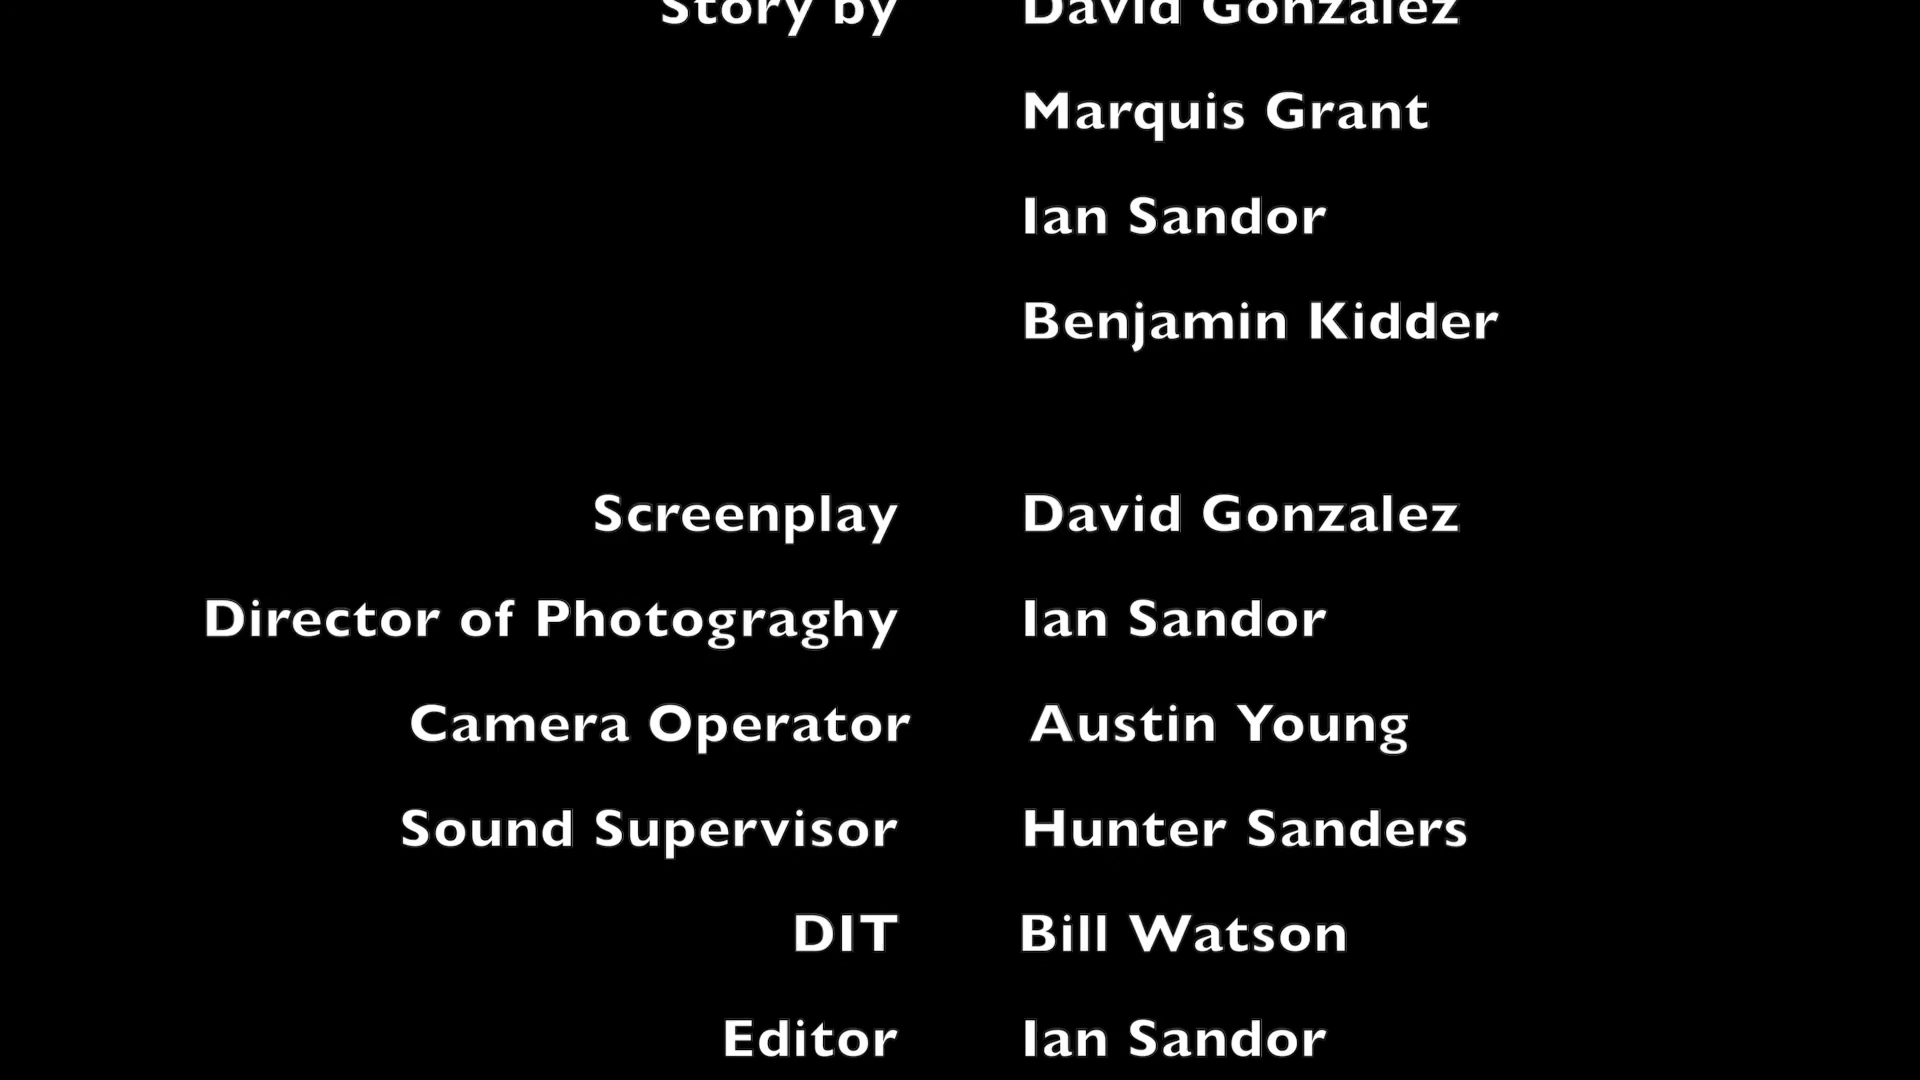 Story by David Gonzalez
Marquis Grant
Ian Sandor
Benjamin Kidder
Screenplay David Gonzalez
Director of Photograghy Ian Sandor
Camera Operator Austin Young
Sound Supervisor Hunter Sanders
DIT Bill Watson
Editor Ian Sandor